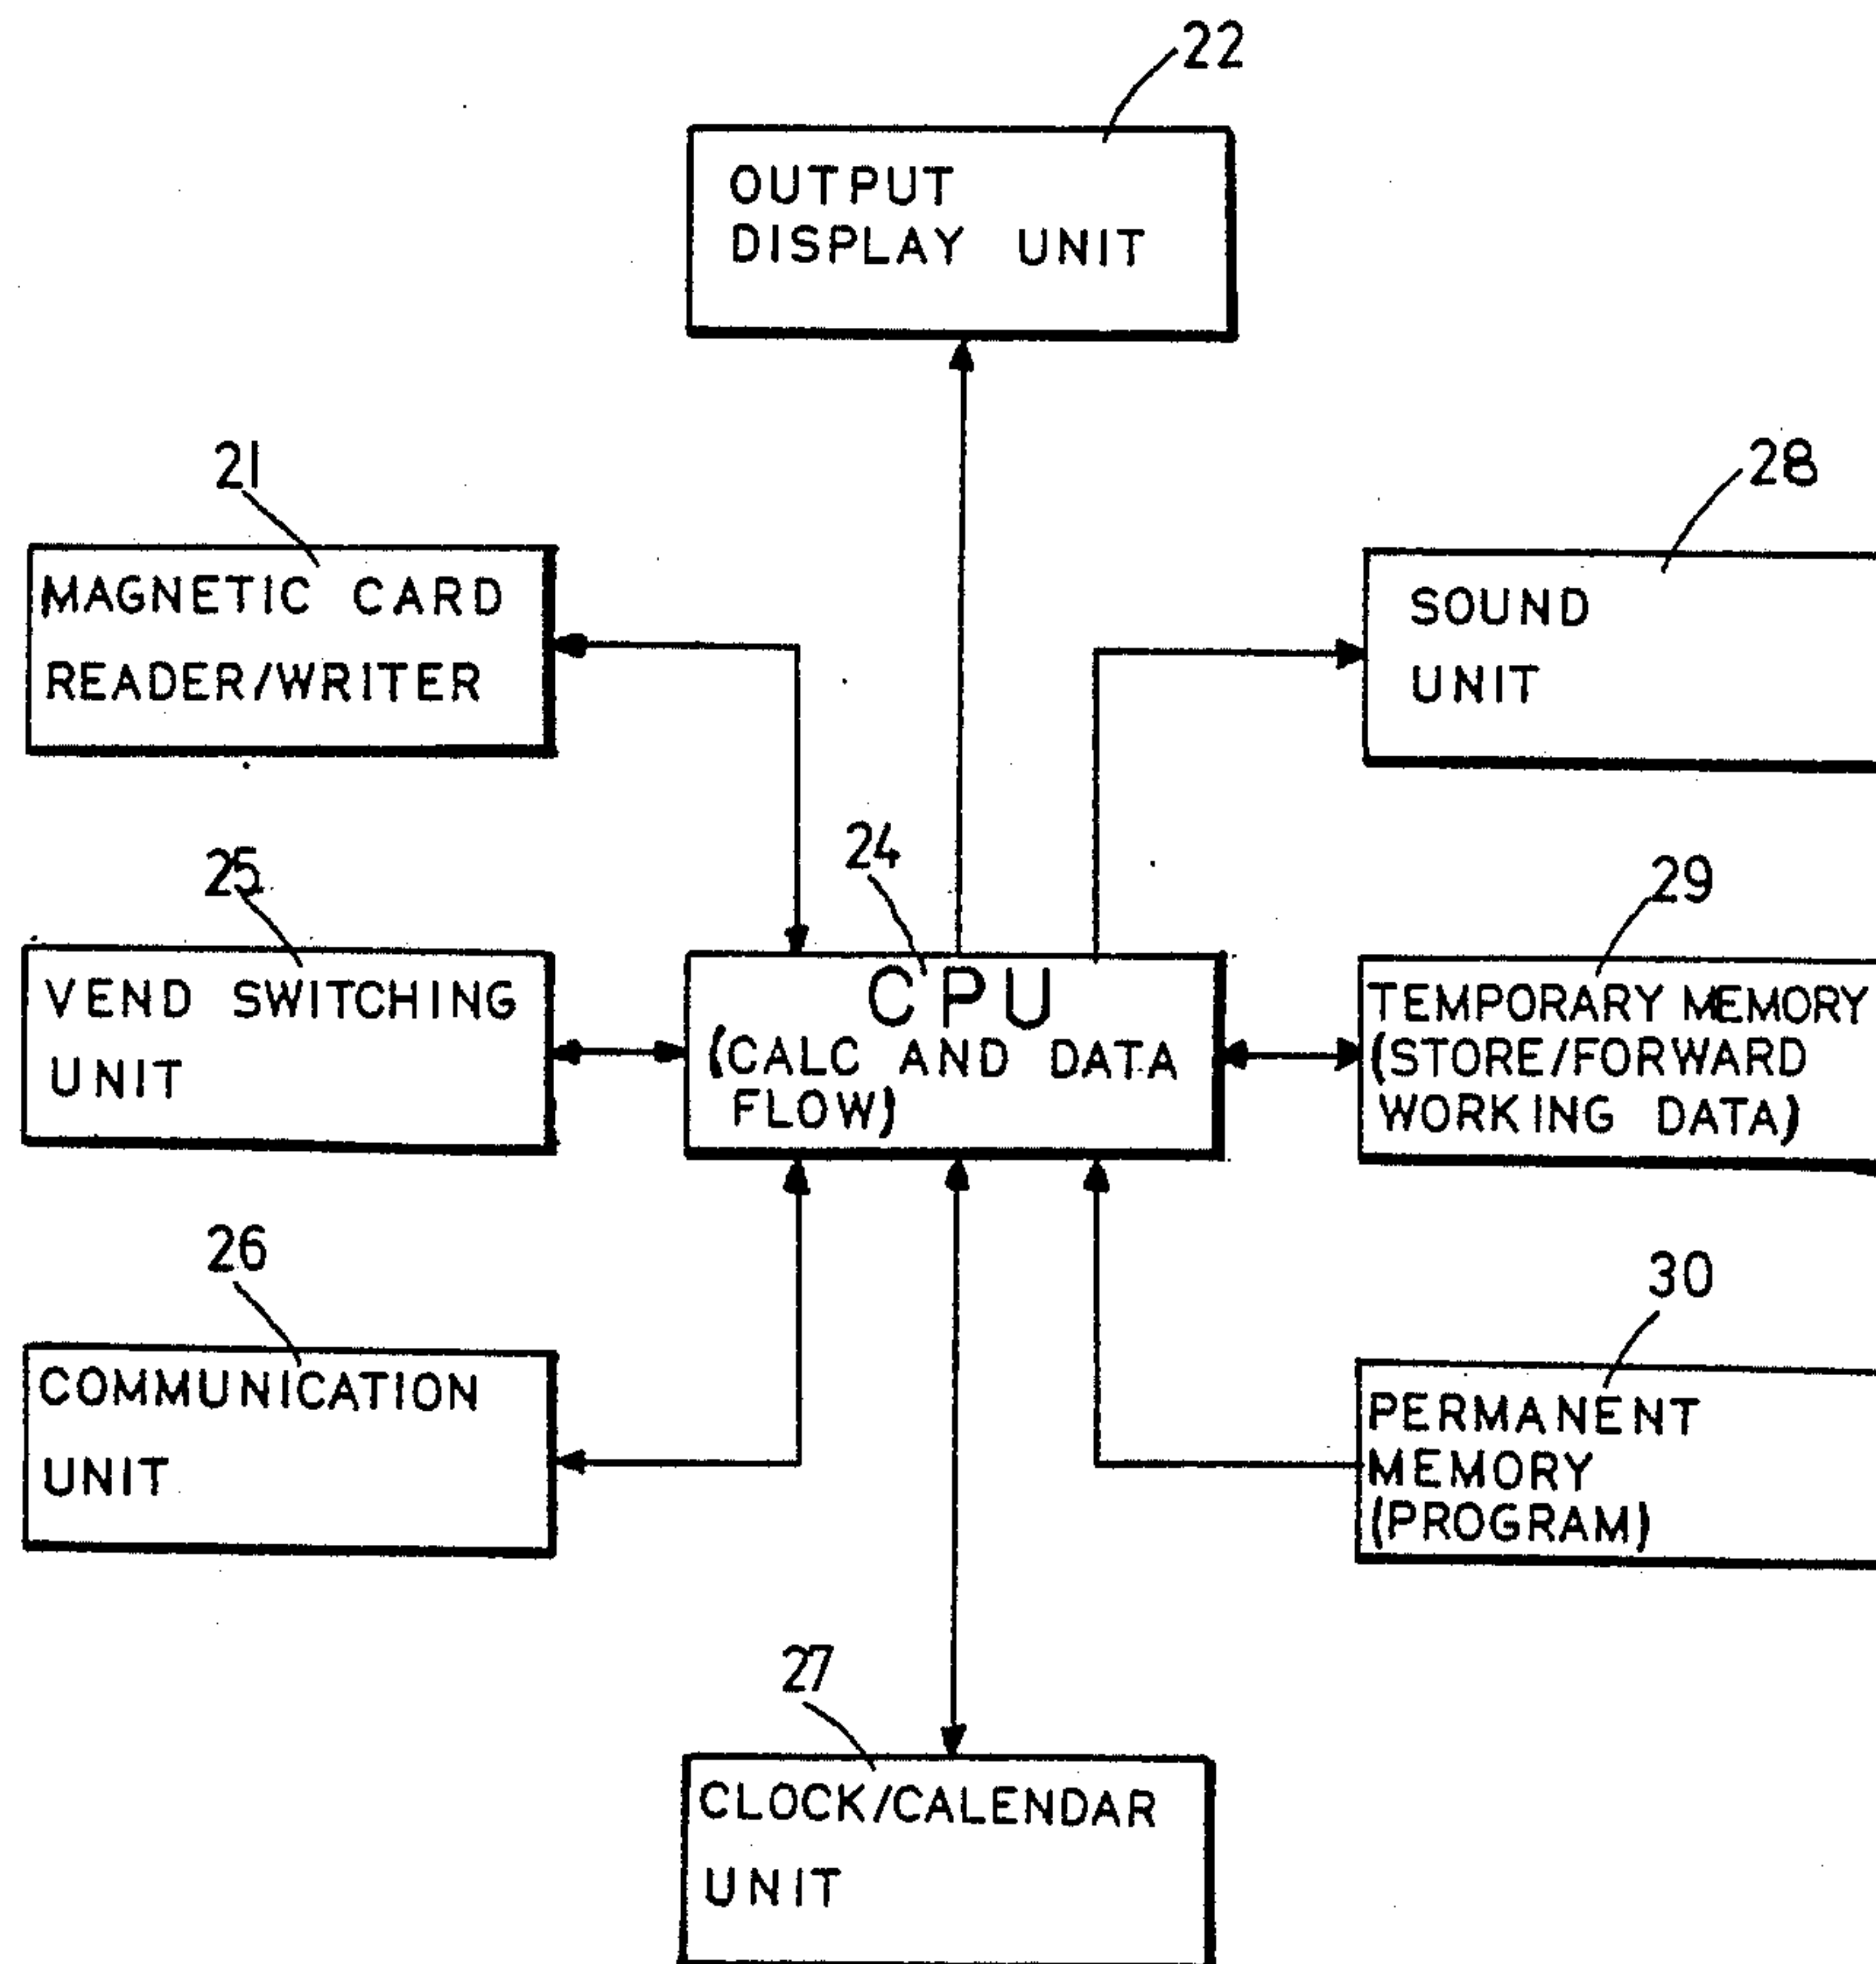 22
OUTPUT
DISPLAY UNIT
21
MAGNETIC CARD
READER/WRITER
28
SOUND
UNIT
25
VEND SWITCHING
UNIT
24
CPU
(CALC AND DATA
FLOW)
29
TEMPORARY MEMORY
(STORE/FORWARD
WORKING DATA)
26
COMMUNICATION
UNIT
30
PERMANENT
MEMORY
(PROGRAM)
27
CLOCK/CALENDAR
UNIT